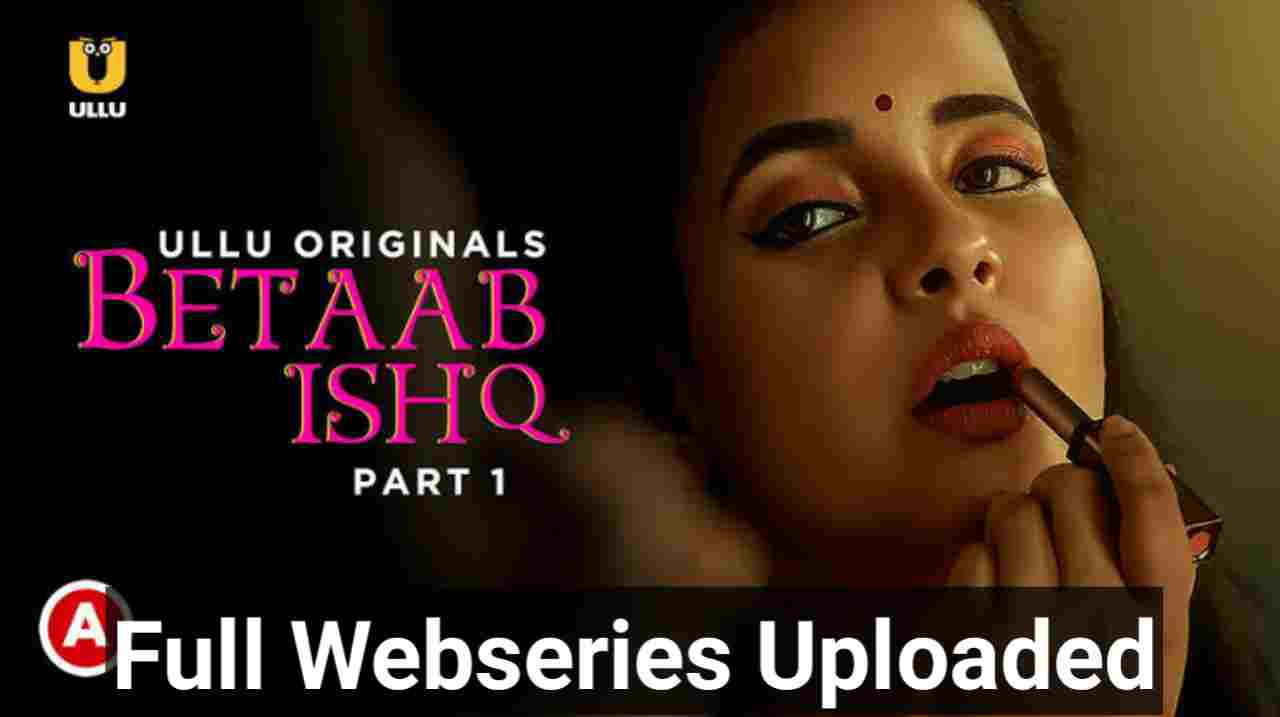 ULLU
ULLU ORIGINALS
BETAAB
ISHQ
PART 1
A
Full Webseries Uploaded